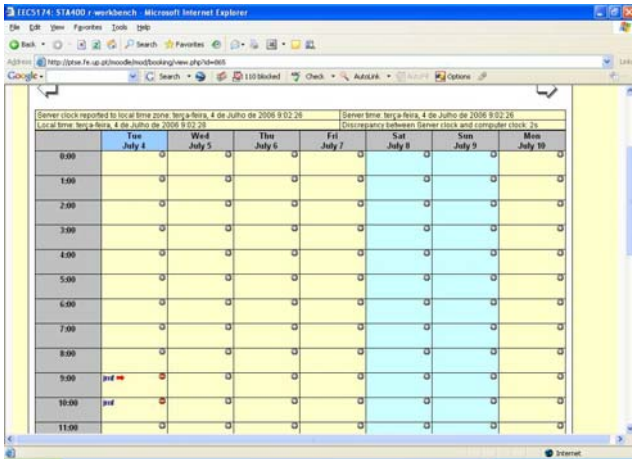 EEC5174: STA400 r-workbench - Microsoft Internet Explorer
File Edit View Favorites Tools Help
Back Search Favorites
Address http://ptse.fe.up.pt/moodle/mod/booking/view.php?id=865
Google Search 110 blocked Check AutoLink Options
Server clock reported to local time zone: terça-feira, 4 de Julho de 2006 9:02:26 Server time: terça-feira, 4 de Julho de 2006 9:02:26
Local time: terça-feira, 4 de Julho de 2006 9:02:28 Discrepancy between Server clock and computer clock: 2s
Tue Wed Thu Fri Sat Sun Mon
July 4 July 5 July 6 July 7 July 8 July 9 July 10
0:00
1:00
2:00
3:00
4:00
5:00
6:00
7:00
8:00
9:00
10:00
11:00
Internet